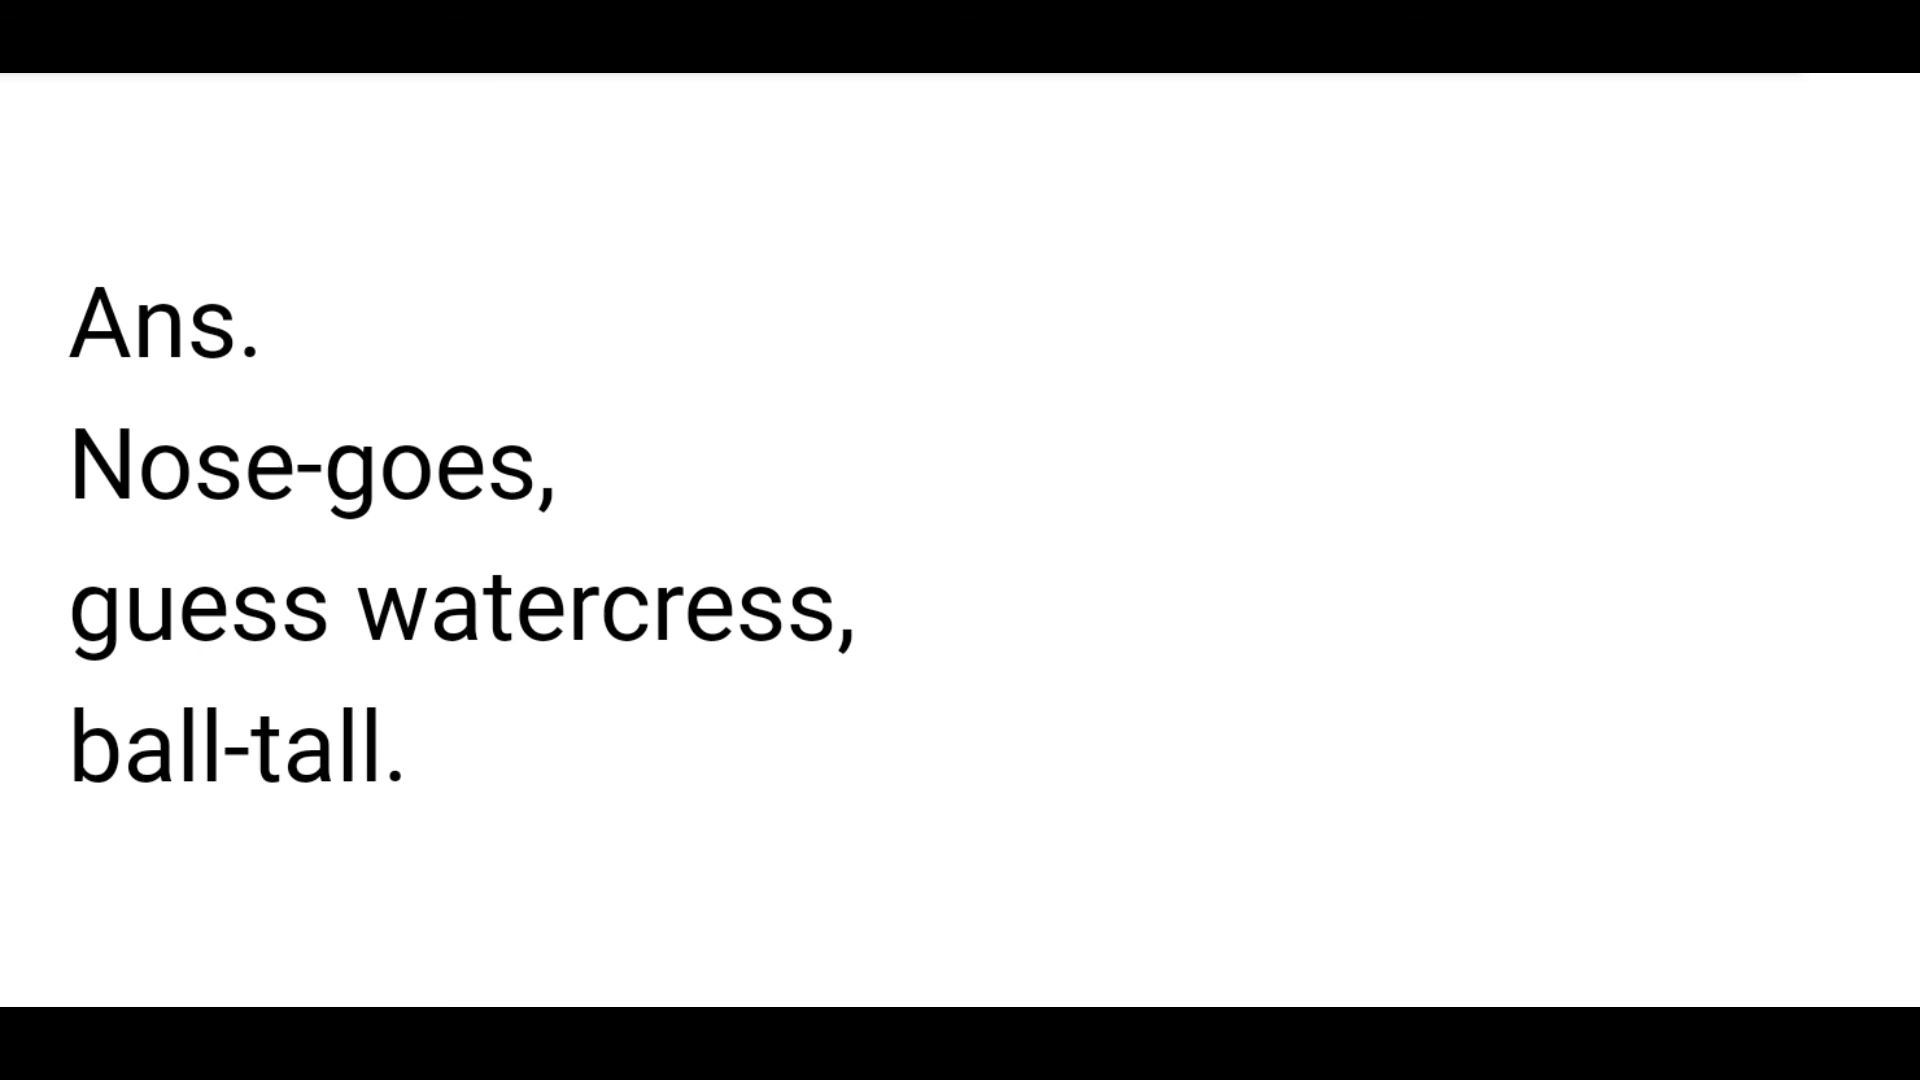 Ans.
Nose-goes,
guess watercress,
ball-tall.